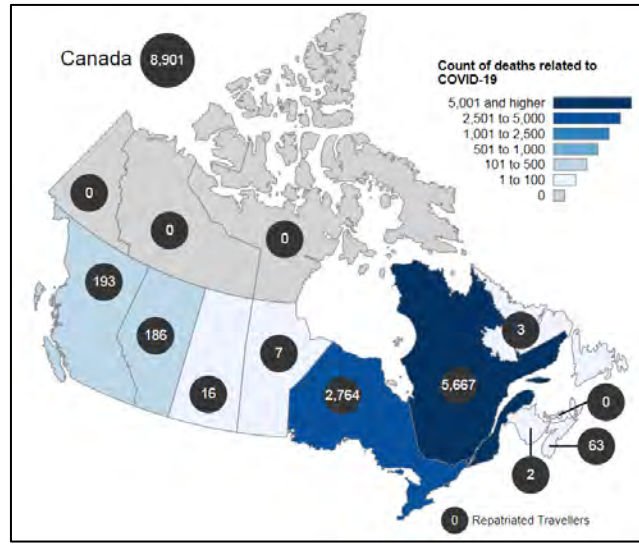 Canada 8,901
Count of deaths related to
COVID-19
5,001 and higher
2,501 to 5,000
1,001 to 2,500
501 to 1,000
101 to 500
1 to 100
0
0
0
0
193
186
16
7
2,764
5,667
3
0
63
2
0 Repatriated Travellers